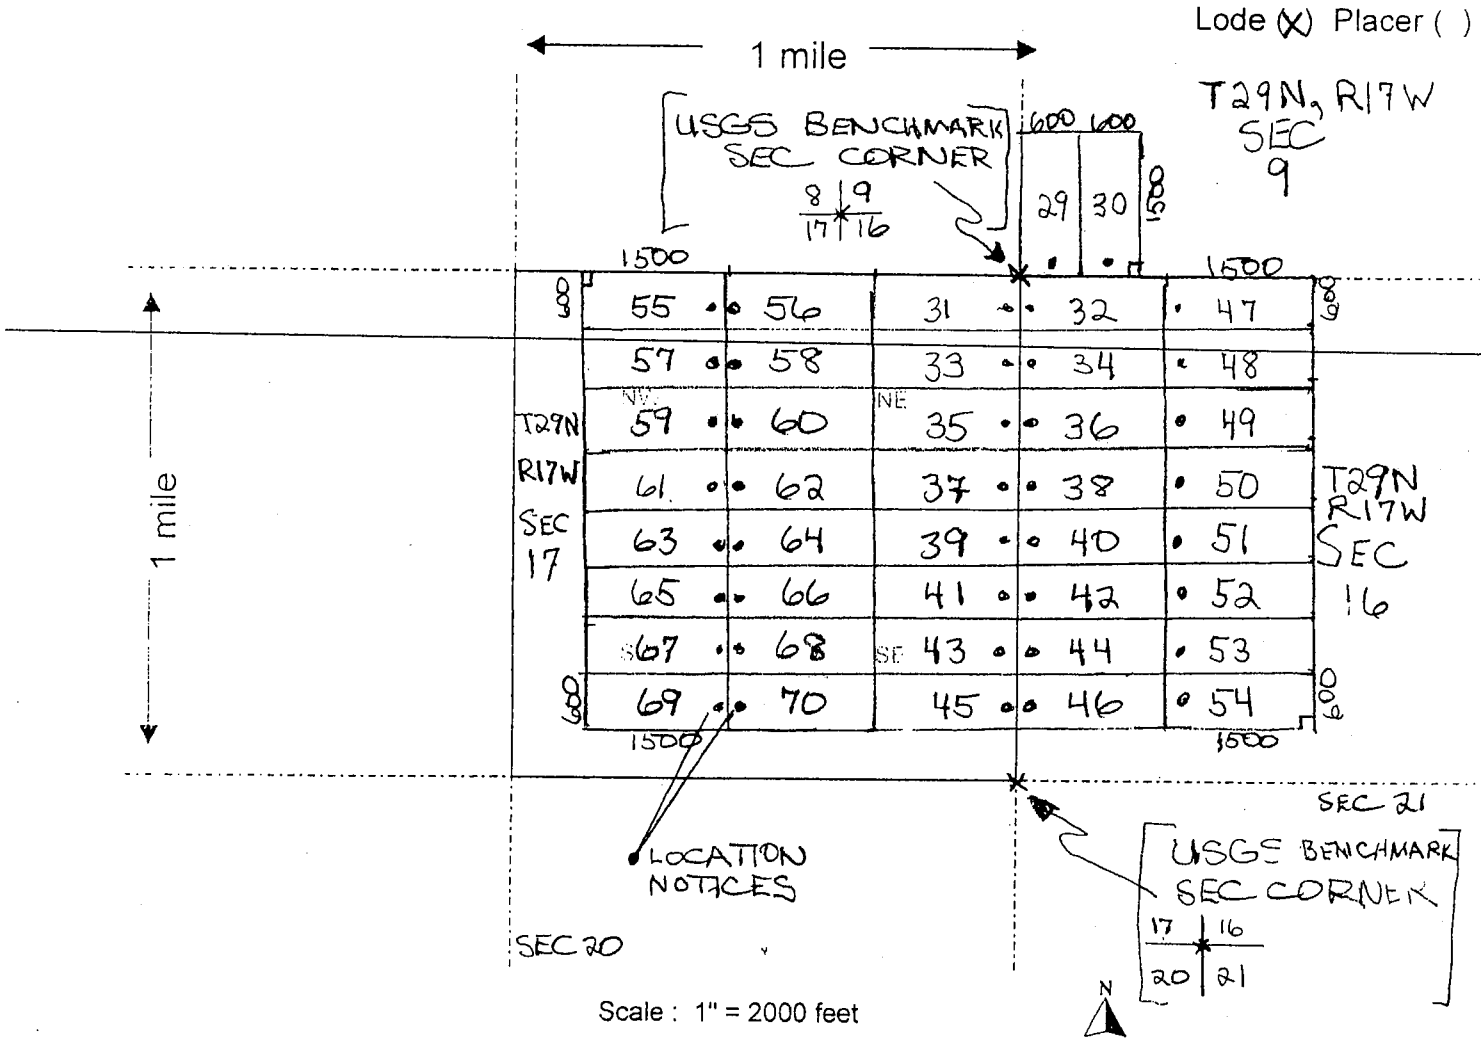 Lode (X) Placer ( )
1 mile
T29N, R17W
SEC
9
USGS BENCHMARK
SEC CORNER
8 9
17 16
600 600
29 30
1500
1500
1500
600
55 56 31 32 47
600
57 58 33 34 48
NE
T29N
59 60 35 36 49
R17W
61. 62 37 38 50
T29N
R17W
SEC
16
SEC
17
63 64 39 40 51
65 66 41 42 52
67 68 SE 43 44 53
600
69 70 45 46 54
600
1500
1500
1 mile
SEC 21
LOCATION
NOTICES
USGS BENCHMARK
SEC CORNER
17 16
20 21
SEC 20
N
Scale : 1" = 2000 feet